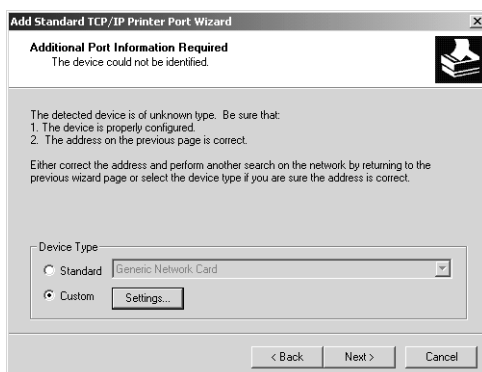 Add Standard TCP/IP Printer Port Wizard
Additional Port Information Required
The device could not be identified.
The detected device is of unknown type. Be sure that:
1. The device is properly configured.
2. The address on the previous page is correct.
Either correct the address and perform another search on the network by returning to the
previous wizard page or select the device type if you are sure the address is correct.
Device Type
Standard Generic Network Card
Custom Settings...
< Back Next > Cancel